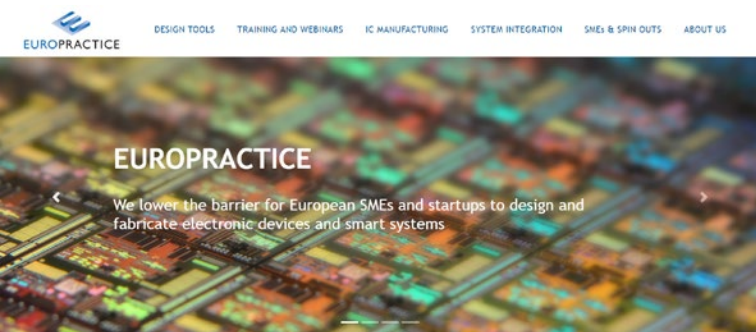 EUROPRACTICE
DESIGN TOOLS
TRAINING AND WEBINARS
IC MANUFACTURING
SYSTEM INTEGRATION
SMEs & SPIN OUTS
ABOUT US
EUROPRACTICE
We lower the barrier for European SMEs and startups to design and
fabricate electronic devices and smart systems